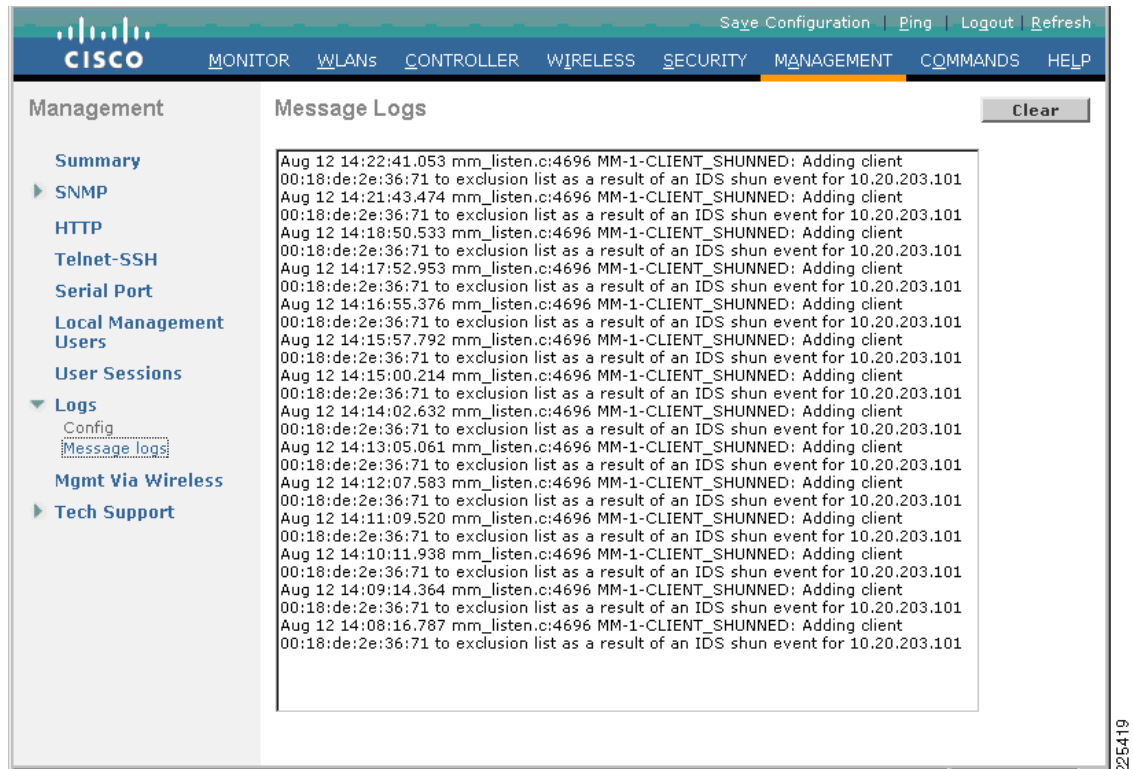 Save Configuration | Ping | Logout | Refresh
CISCO
MONITOR WLANs CONTROLLER WIRELESS SECURITY MANAGEMENT COMMANDS HELP
Management
Summary
SNMP
HTTP
Telnet-SSH
Serial Port
Local Management
Users
User Sessions
Logs
Config
Message logs
Mgmt Via Wireless
Tech Support
Message Logs
Clear
Aug 12 14:22:41.053 mm_listen.c:4696 MM-1-CLIENT_SHUNNED: Adding client
00:18:de:2e:36:71 to exclusion list as a result of an IDS shun event for 10.20.203.101
Aug 12 14:21:43.474 mm_listen.c:4696 MM-1-CLIENT_SHUNNED: Adding client
00:18:de:2e:36:71 to exclusion list as a result of an IDS shun event for 10.20.203.101
Aug 12 14:18:50.533 mm_listen.c:4696 MM-1-CLIENT_SHUNNED: Adding client
00:18:de:2e:36:71 to exclusion list as a result of an IDS shun event for 10.20.203.101
Aug 12 14:17:52.953 mm_listen.c:4696 MM-1-CLIENT_SHUNNED: Adding client
00:18:de:2e:36:71 to exclusion list as a result of an IDS shun event for 10.20.203.101
Aug 12 14:16:55.376 mm_listen.c:4696 MM-1-CLIENT_SHUNNED: Adding client
00:18:de:2e:36:71 to exclusion list as a result of an IDS shun event for 10.20.203.101
Aug 12 14:15:57.792 mm_listen.c:4696 MM-1-CLIENT_SHUNNED: Adding client
00:18:de:2e:36:71 to exclusion list as a result of an IDS shun event for 10.20.203.101
Aug 12 14:15:00.214 mm_listen.c:4696 MM-1-CLIENT_SHUNNED: Adding client
00:18:de:2e:36:71 to exclusion list as a result of an IDS shun event for 10.20.203.101
Aug 12 14:14:02.632 mm_listen.c:4696 MM-1-CLIENT_SHUNNED: Adding client
00:18:de:2e:36:71 to exclusion list as a result of an IDS shun event for 10.20.203.101
Aug 12 14:13:05.061 mm_listen.c:4696 MM-1-CLIENT_SHUNNED: Adding client
00:18:de:2e:36:71 to exclusion list as a result of an IDS shun event for 10.20.203.101
Aug 12 14:12:07.583 mm_listen.c:4696 MM-1-CLIENT_SHUNNED: Adding client
00:18:de:2e:36:71 to exclusion list as a result of an IDS shun event for 10.20.203.101
Aug 12 14:11:09.520 mm_listen.c:4696 MM-1-CLIENT_SHUNNED: Adding client
00:18:de:2e:36:71 to exclusion list as a result of an IDS shun event for 10.20.203.101
Aug 12 14:10:11.938 mm_listen.c:4696 MM-1-CLIENT_SHUNNED: Adding client
00:18:de:2e:36:71 to exclusion list as a result of an IDS shun event for 10.20.203.101
Aug 12 14:09:14.364 mm_listen.c:4696 MM-1-CLIENT_SHUNNED: Adding client
00:18:de:2e:36:71 to exclusion list as a result of an IDS shun event for 10.20.203.101
Aug 12 14:08:16.787 mm_listen.c:4696 MM-1-CLIENT_SHUNNED: Adding client
00:18:de:2e:36:71 to exclusion list as a result of an IDS shun event for 10.20.203.101
225419